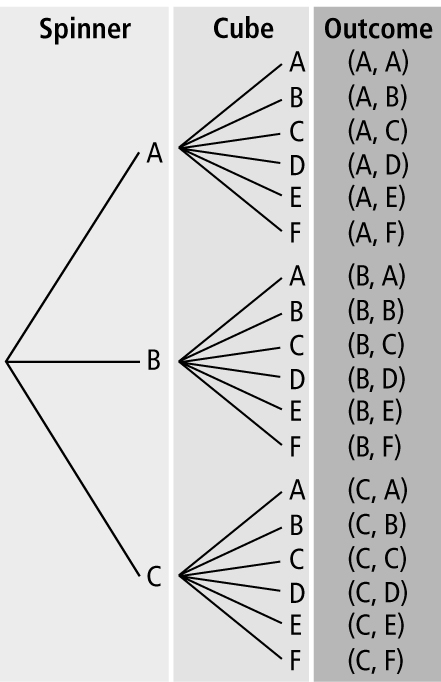 Spinner Cube Outcome
A (A, A)
B (A, B)
C (A, C)
A
D (A, D)
E (A, E)
F (A, F)
A (B, A)
B (B, B)
C (B, C)
B
D (B, D)
E (B, E)
F (B, F)
A (C, A)
B (C, B)
C (C, C)
C
D (C, D)
E (C, E)
F (C, F)